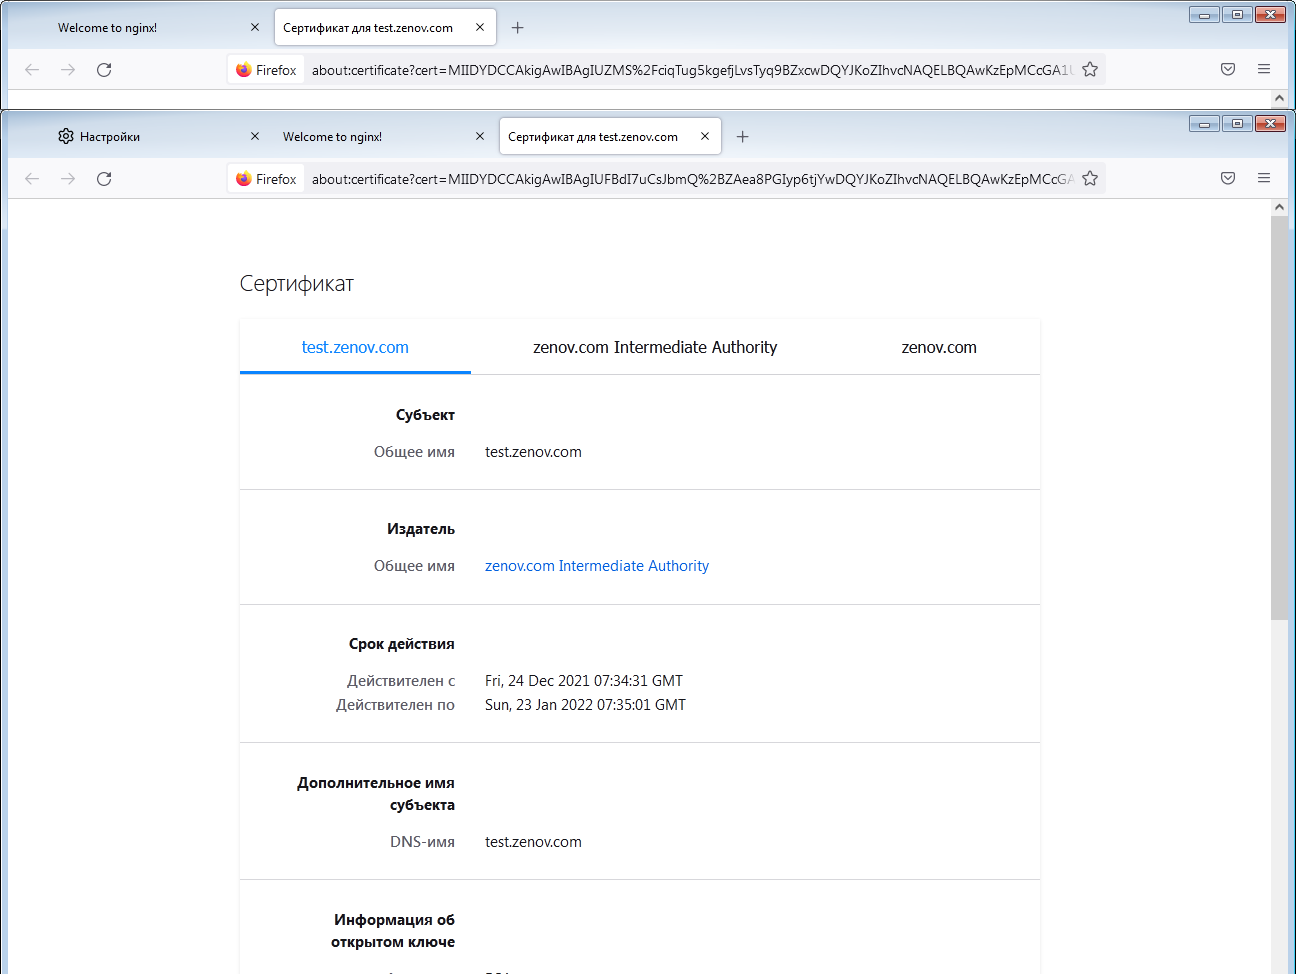 Welcome to nginx!
Сертификат для test.zenov.com
Firefox about:certificate?cert=MIIDYDCCAkigAwIBAgIUZMS%2FciqTug5kgefjLvsTyq9BZxcwDQYJKoZIhvcNAQELBQAwKzEpMCcGA1U
Настройки
Welcome to nginx!
Сертификат для test.zenov.com
Firefox about:certificate?cert=MIIDYDCCAkigAwIBAgIUFBdI7uCsJbmQ%2BZAea8PGIyp6tjYwDQYJKoZIhvcNAQELBQAwKzEpMCcGA
Сертификат
test.zenov.com
zenov.com Intermediate Authority
zenov.com
Субъект
Общее имя test.zenov.com
Издатель
Общее имя zenov.com Intermediate Authority
Срок действия
Действителен с Fri, 24 Dec 2021 07:34:31 GMT
Действителен по Sun, 23 Jan 2022 07:35:01 GMT
Дополнительное имя
субъекта
DNS-имя test.zenov.com
Информация об
открытом ключе